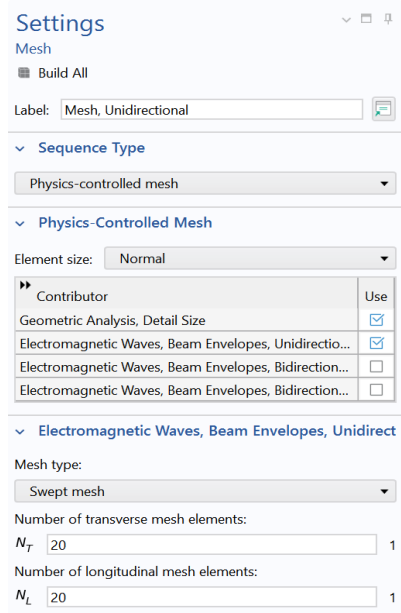 Settings
Mesh
Build All
Label: Mesh, Unidirectional
Sequence Type
Physics-controlled mesh
Physics-Controlled Mesh
Element size: Normal
Contributor Use
Geometric Analysis, Detail Size
Electromagnetic Waves, Beam Envelopes, Unidirectio...
Electromagnetic Waves, Beam Envelopes, Bidirection...
Electromagnetic Waves, Beam Envelopes, Bidirection...
Electromagnetic Waves, Beam Envelopes, Unidirect
Mesh type:
Swept mesh
Number of transverse mesh elements:
N_T 20 1
Number of longitudinal mesh elements:
N_L 20 1